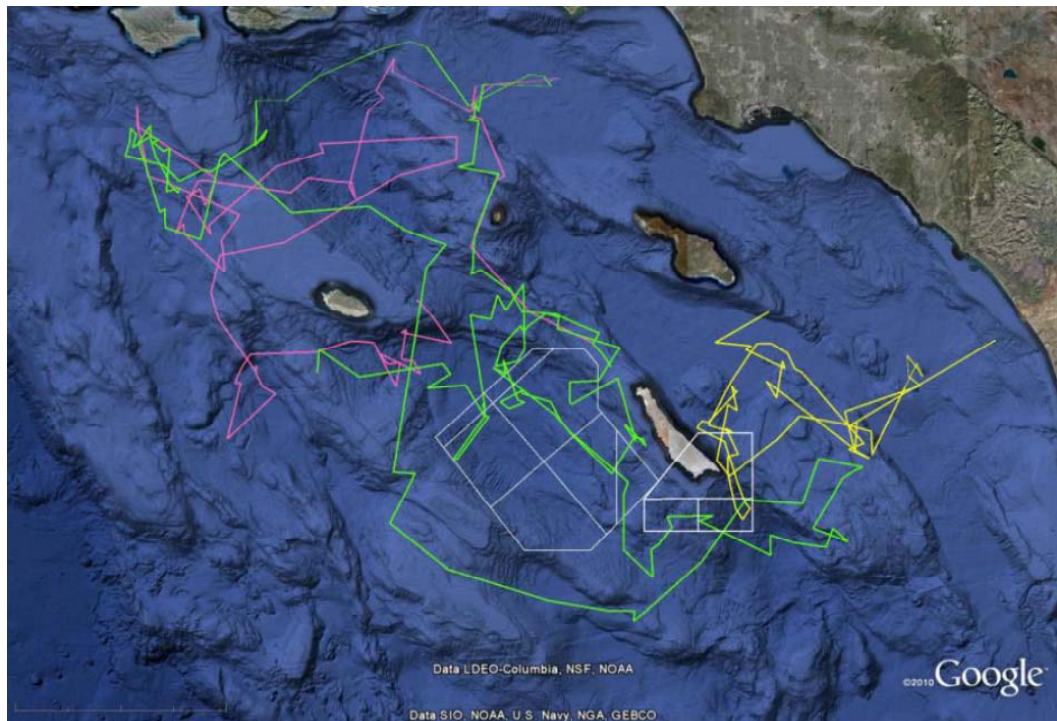 Data LDEO-Columbia, NSF, NOAA
©2010 Google
Data SIO, NOAA, U.S. Navy, NGA, GEBCO